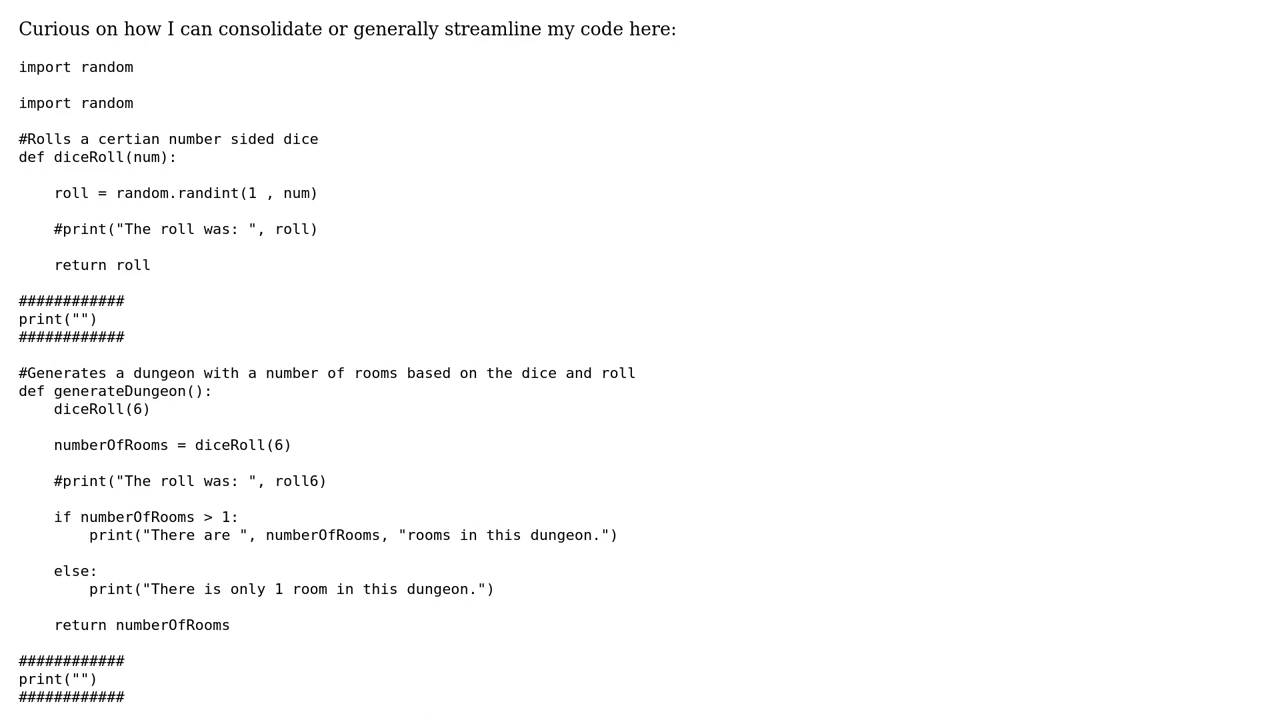 Curious on how I can consolidate or generally streamline my code here:
import random
import random
#Rolls a certian number sided dice
def diceRoll(num):
    roll = random.randint(1 , num)
    #print("The roll was: ", roll)
    return roll
############
print("")
############
#Generates a dungeon with a number of rooms based on the dice and roll
def generateDungeon():
    diceRoll(6)
    numberOfRooms = diceRoll(6)
    #print("The roll was: ", roll6)
    if numberOfRooms > 1:
        print("There are ", numberOfRooms, "rooms in this dungeon.")
    else:
        print("There is only 1 room in this dungeon.")
    return numberOfRooms
############
print("")
############